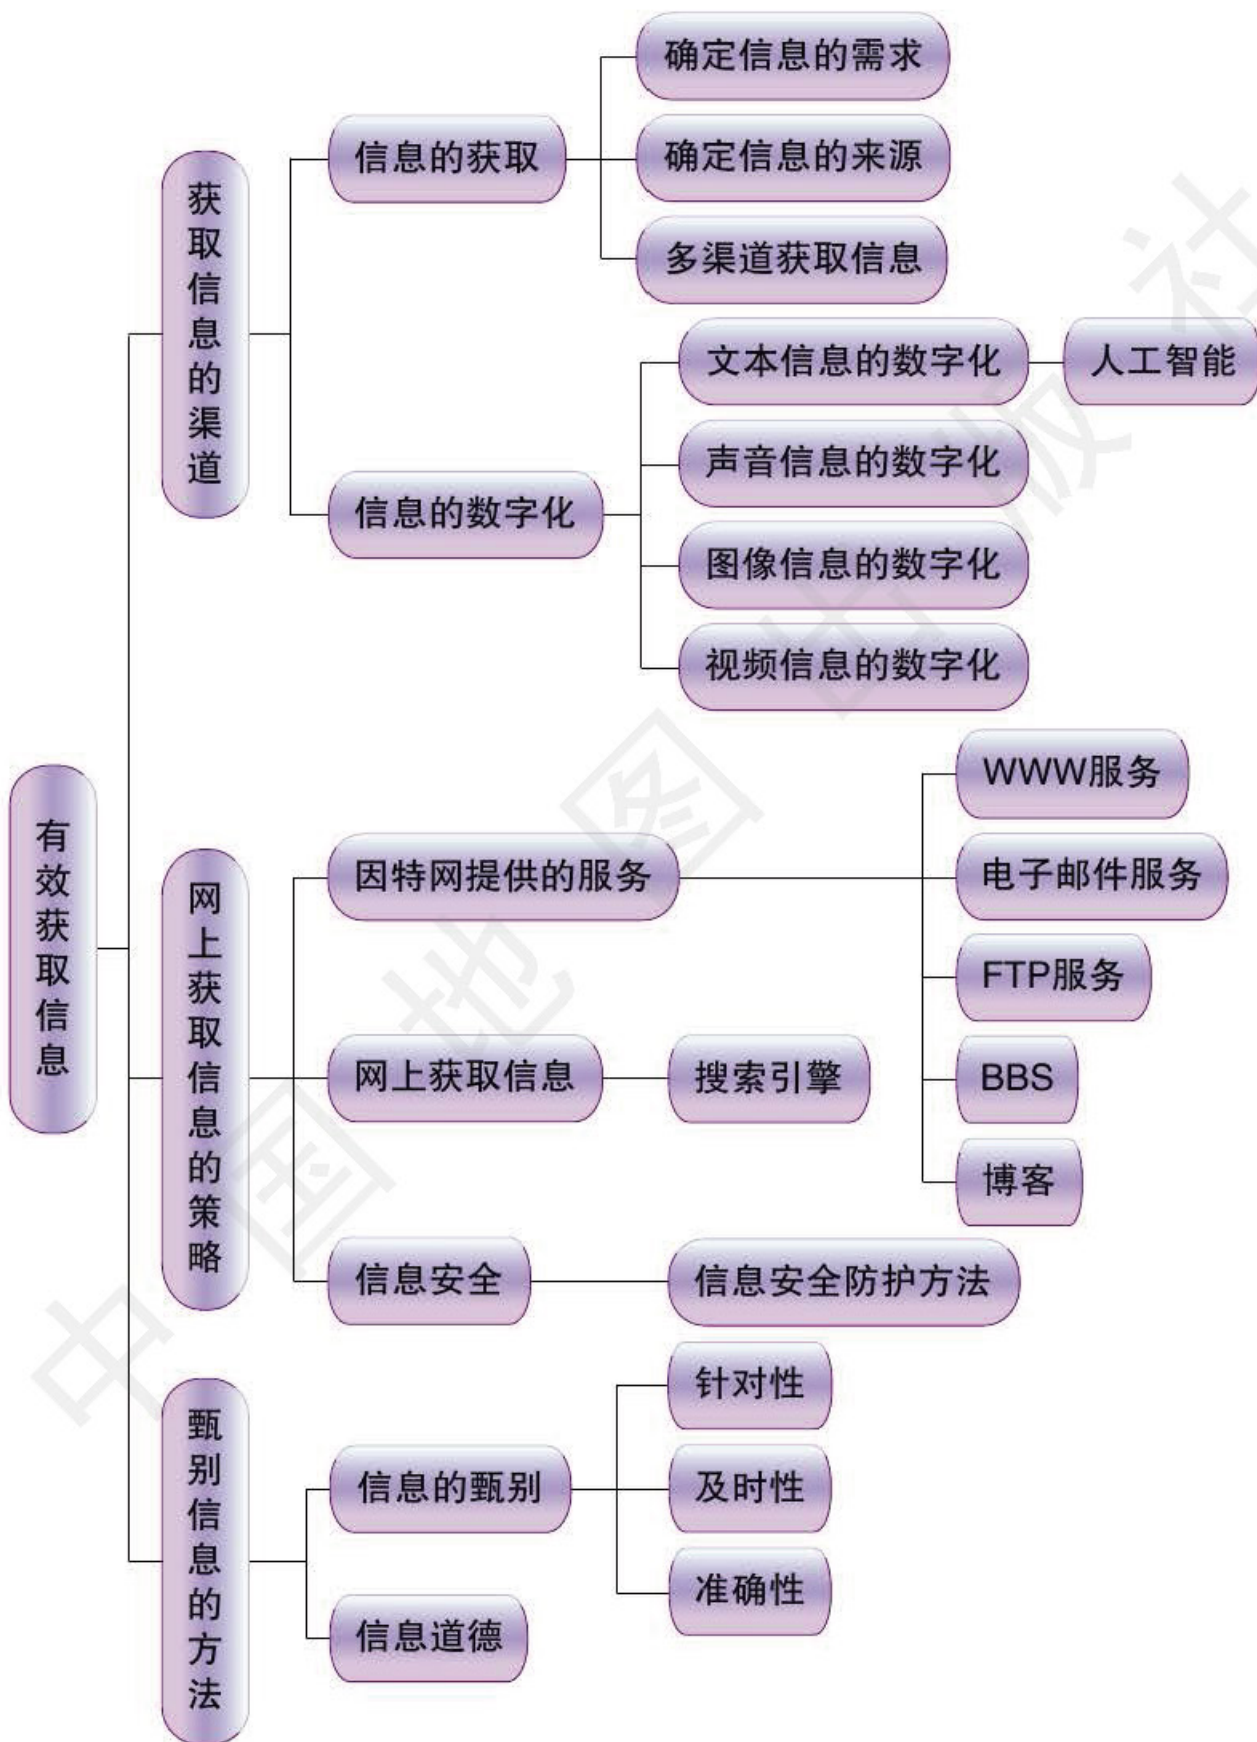 有效获取信息
获取信息的渠道
信息的获取
确定信息的需求
确定信息的来源
多渠道获取信息
信息的数字化
文本信息的数字化
人工智能
声音信息的数字化
图像信息的数字化
视频信息的数字化
网上获取信息的策略
因特网提供的服务
WWW服务
电子邮件服务
FTP服务
BBS
博客
网上获取信息
搜索引擎
信息安全
信息安全防护方法
甄别信息的方法
信息的甄别
针对性
及时性
准确性
信息道德
中国地图出版社